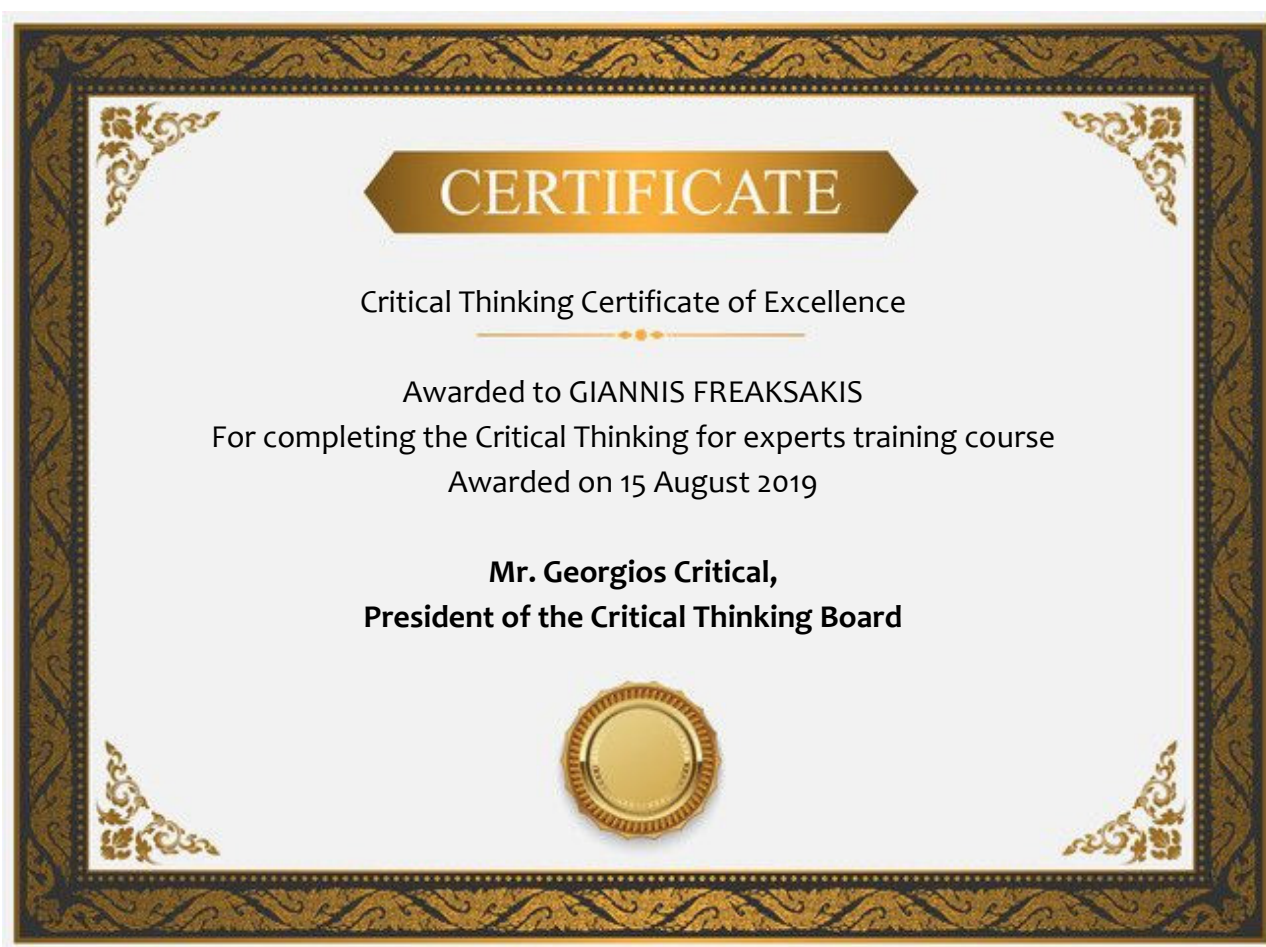 CERTIFICATE
Critical Thinking Certificate of Excellence
Awarded to GIANNIS FREAKSAKIS
For completing the Critical Thinking for experts training course
Awarded on 15 August 2019
Mr. Georgios Critical,
President of the Critical Thinking Board